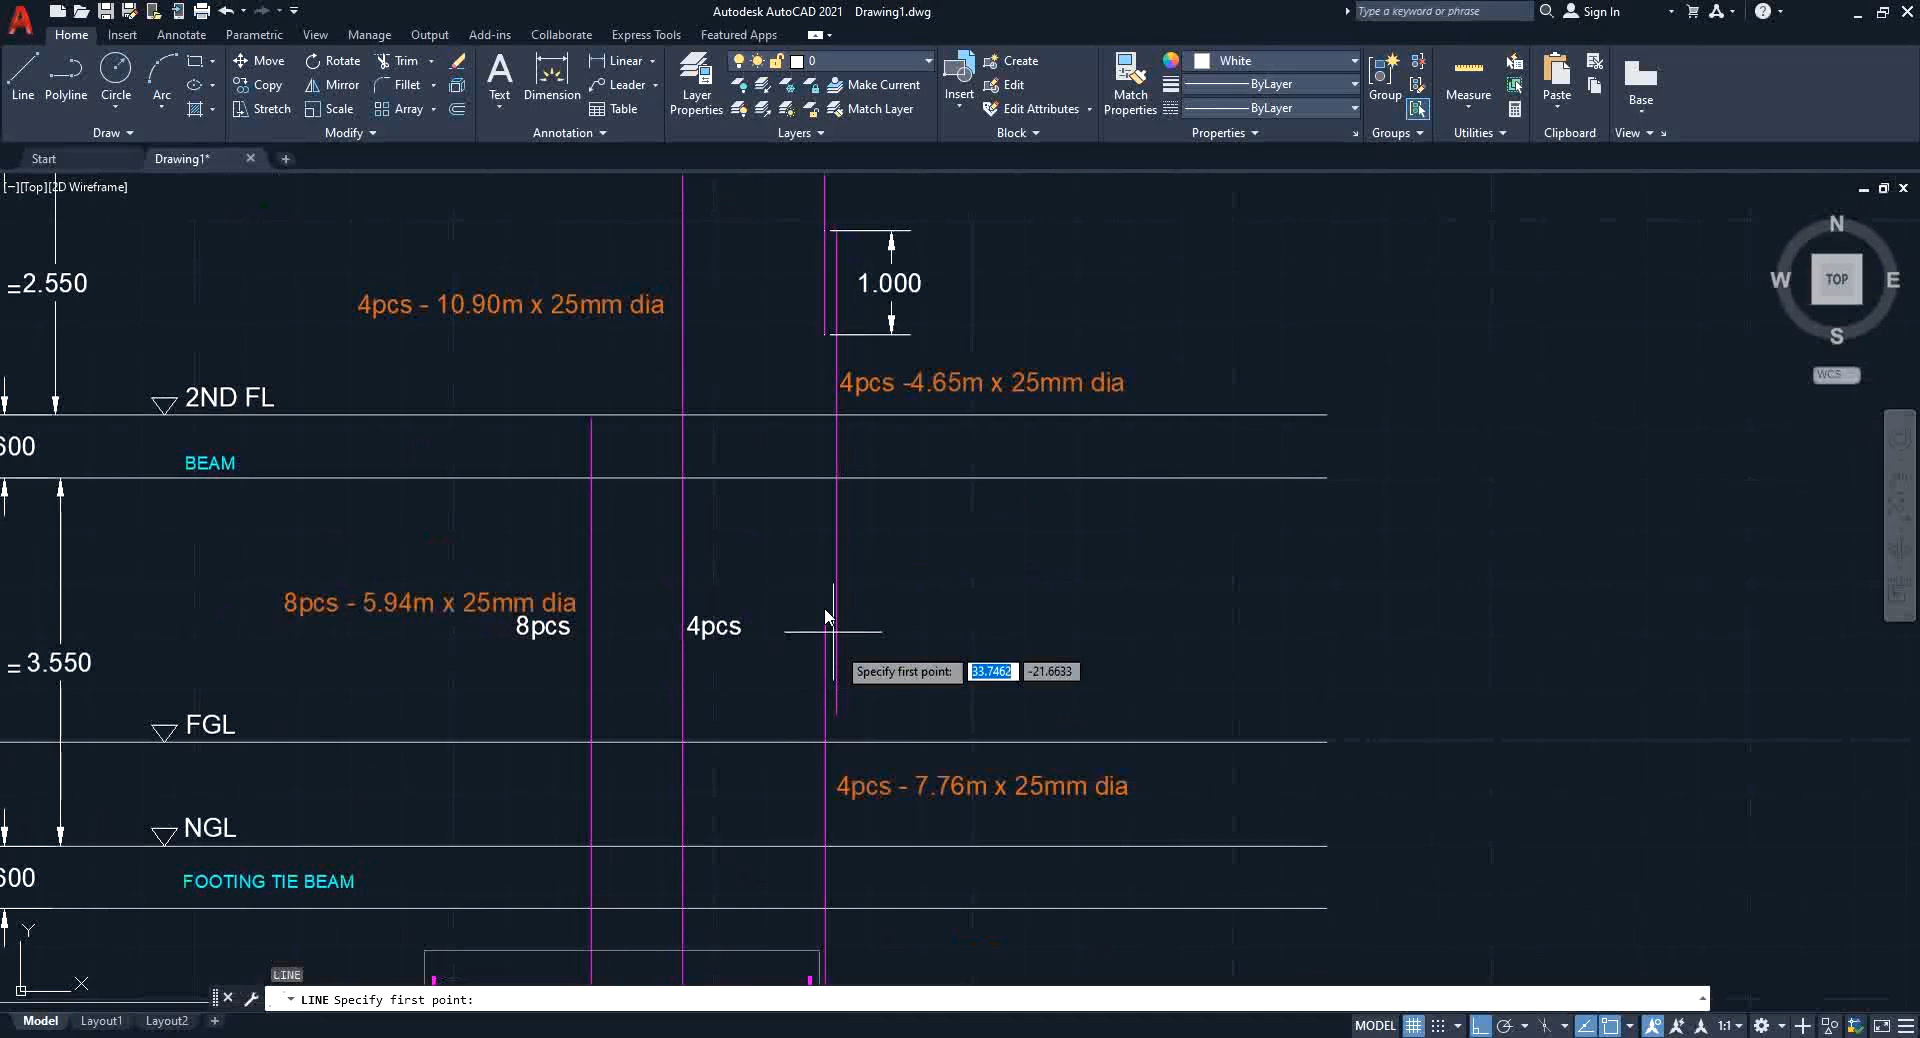 Autodesk AutoCAD 2021 Drawing1.dwg
Type a keyword or phrase
Sign In
Home Insert Annotate Parametric View Manage Output Add-ins Collaborate Express Tools Featured Apps
Line Polyline Circle Arc
Move Rotate Trim
Copy Mirror Fillet
Stretch Scale Array
Text Dimension
Linear
Leader
Table
Layer Properties
0
Make Current
Match Layer
Insert
Create
Edit
Edit Attributes
Match Properties
White
ByLayer
ByLayer
Group
Measure
Paste
Base
Draw Modify Annotation Layers Block Properties Groups Utilities Clipboard View
Start Drawing1*
[−][Top][2D Wireframe]
N
W TOP E
S
WCS
=2.550
1.000
4pcs - 10.90m x 25mm dia
4pcs -4.65m x 25mm dia
2ND FL
600
BEAM
8pcs - 5.94m x 25mm dia
8pcs
4pcs
= 3.550
Specify first point: 33.7462 -21.6633
FGL
4pcs - 7.76m x 25mm dia
NGL
600
FOOTING TIE BEAM
Y
X
LINE
LINE Specify first point:
Model Layout1 Layout2
MODEL
1:1